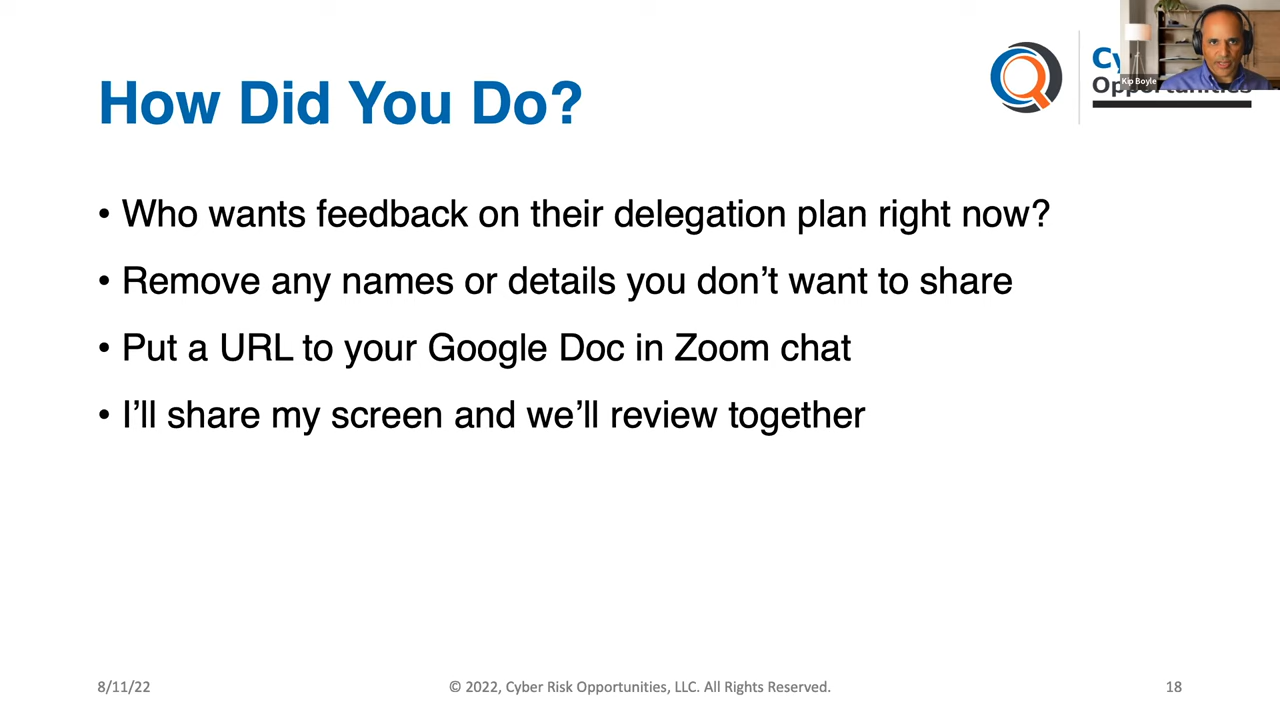 How Did You Do?
Kip Boyle
Opportunities
• Who wants feedback on their delegation plan right now?
• Remove any names or details you don’t want to share
• Put a URL to your Google Doc in Zoom chat
• I’ll share my screen and we’ll review together
8/11/22
© 2022, Cyber Risk Opportunities, LLC. All Rights Reserved.
18